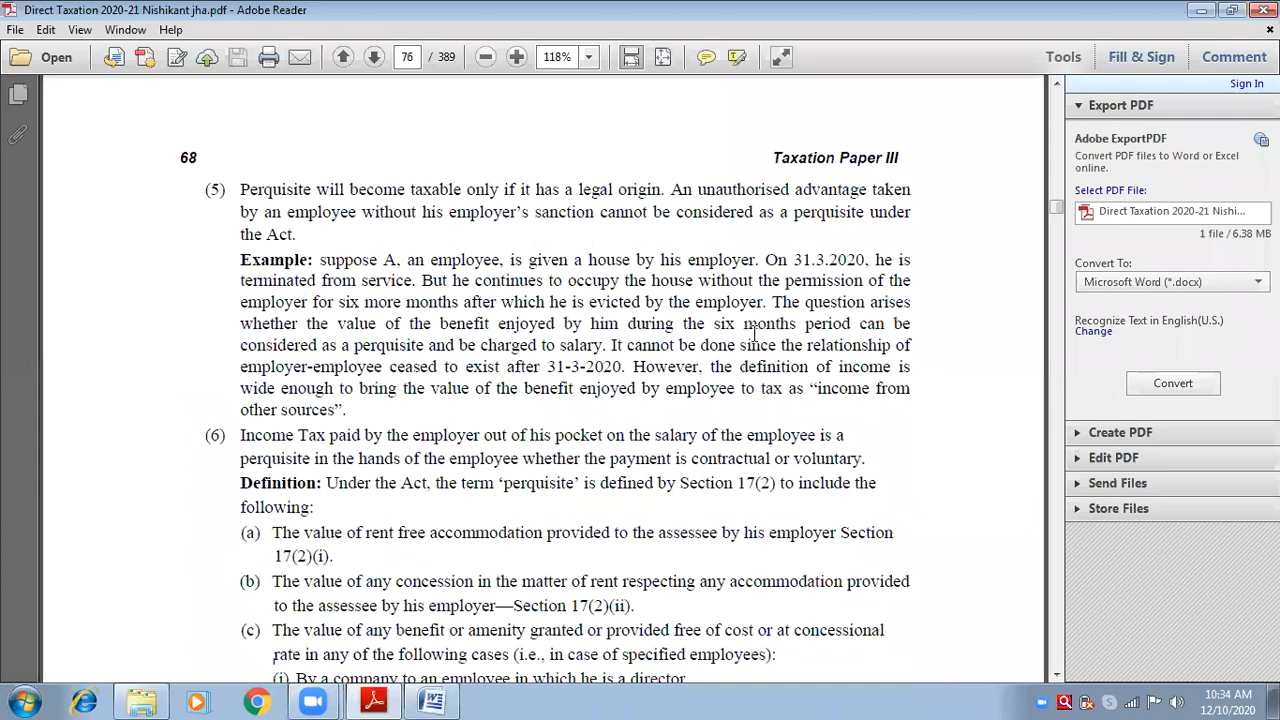 Direct Taxation 2020-21 Nishikant jha.pdf - Adobe Reader
File Edit View Window Help
Open 76 / 389 118% Tools Fill & Sign Comment
Sign In
Export PDF
Adobe ExportPDF
Convert PDF files to Word or Excel
online.
Select PDF File:
Direct Taxation 2020-21 Nishi...
1 file / 6.38 MB
Convert To:
Microsoft Word (*.docx)
Recognize Text in English(U.S.)
Change
Convert
Create PDF
Edit PDF
Send Files
Store Files
68 Taxation Paper III
(5) Perquisite will become taxable only if it has a legal origin. An unauthorised advantage taken
by an employee without his employer’s sanction cannot be considered as a perquisite under
the Act.
Example: suppose A, an employee, is given a house by his employer. On 31.3.2020, he is
terminated from service. But he continues to occupy the house without the permission of the
employer for six more months after which he is evicted by the employer. The question arises
whether the value of the benefit enjoyed by him during the six months period can be
considered as a perquisite and be charged to salary. It cannot be done since the relationship of
employer-employee ceased to exist after 31-3-2020. However, the definition of income is
wide enough to bring the value of the benefit enjoyed by employee to tax as “income from
other sources”.
(6) Income Tax paid by the employer out of his pocket on the salary of the employee is a
perquisite in the hands of the employee whether the payment is contractual or voluntary.
Definition: Under the Act, the term ‘perquisite’ is defined by Section 17(2) to include the
following:
(a) The value of rent free accommodation provided to the assessee by his employer Section
17(2)(i).
(b) The value of any concession in the matter of rent respecting any accommodation provided
to the assessee by his employer—Section 17(2)(ii).
(c) The value of any benefit or amenity granted or provided free of cost or at concessional
rate in any of the following cases (i.e., in case of specified employees):
(i) By a company to an employee in which he is a director
10:34 AM
12/10/2020